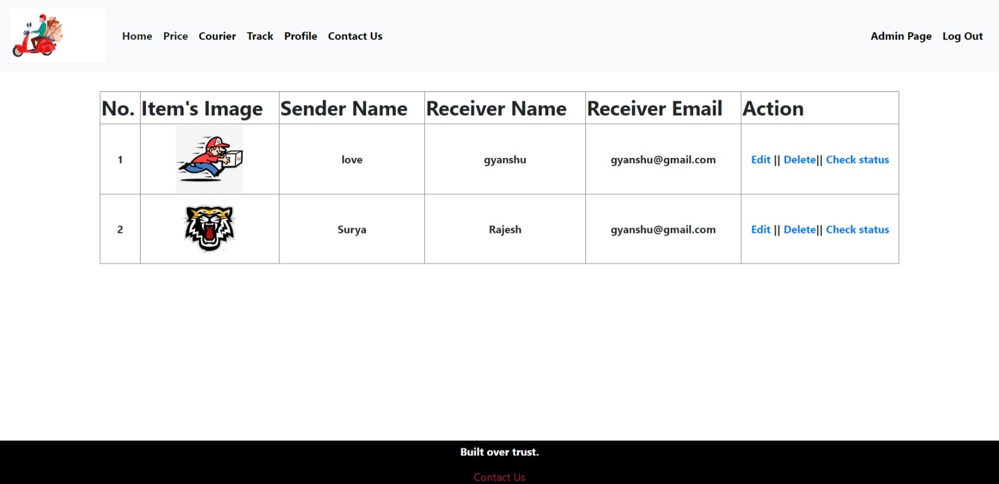 Home Price Courier Track Profile Contact Us Admin Page Log Out
No. Item's Image Sender Name Receiver Name Receiver Email Action
1 love gyanshu gyanshu@gmail.com Edit || Delete|| Check status
2 Surya Rajesh gyanshu@gmail.com Edit || Delete|| Check status
Built over trust.
Contact Us